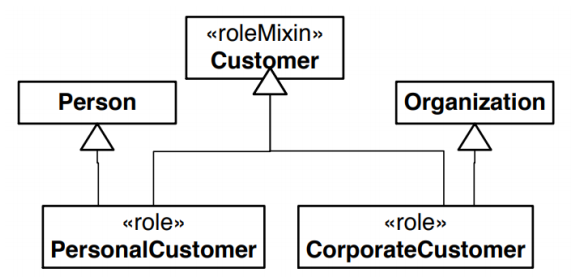 «roleMixin»
Customer
Person
Organization
«role»
PersonalCustomer
«role»
CorporateCustomer